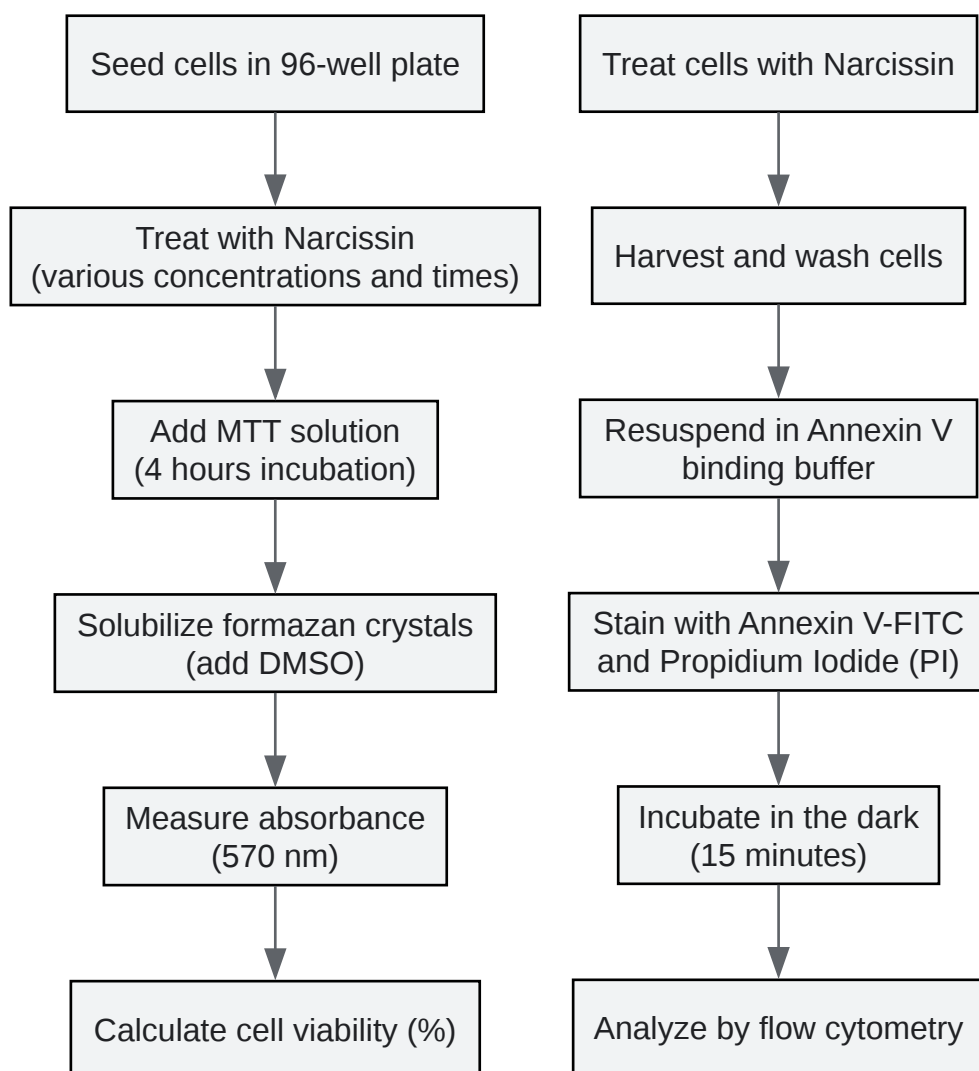 Seed cells in 96-well plate
Treat with Narcissin
(various concentrations and times)
Add MTT solution
(4 hours incubation)
Solubilize formazan crystals
(add DMSO)
Measure absorbance
(570 nm)
Calculate cell viability (%)
Treat cells with Narcissin
Harvest and wash cells
Resuspend in Annexin V
binding buffer
Stain with Annexin V-FITC
and Propidium Iodide (PI)
Incubate in the dark
(15 minutes)
Analyze by flow cytometry